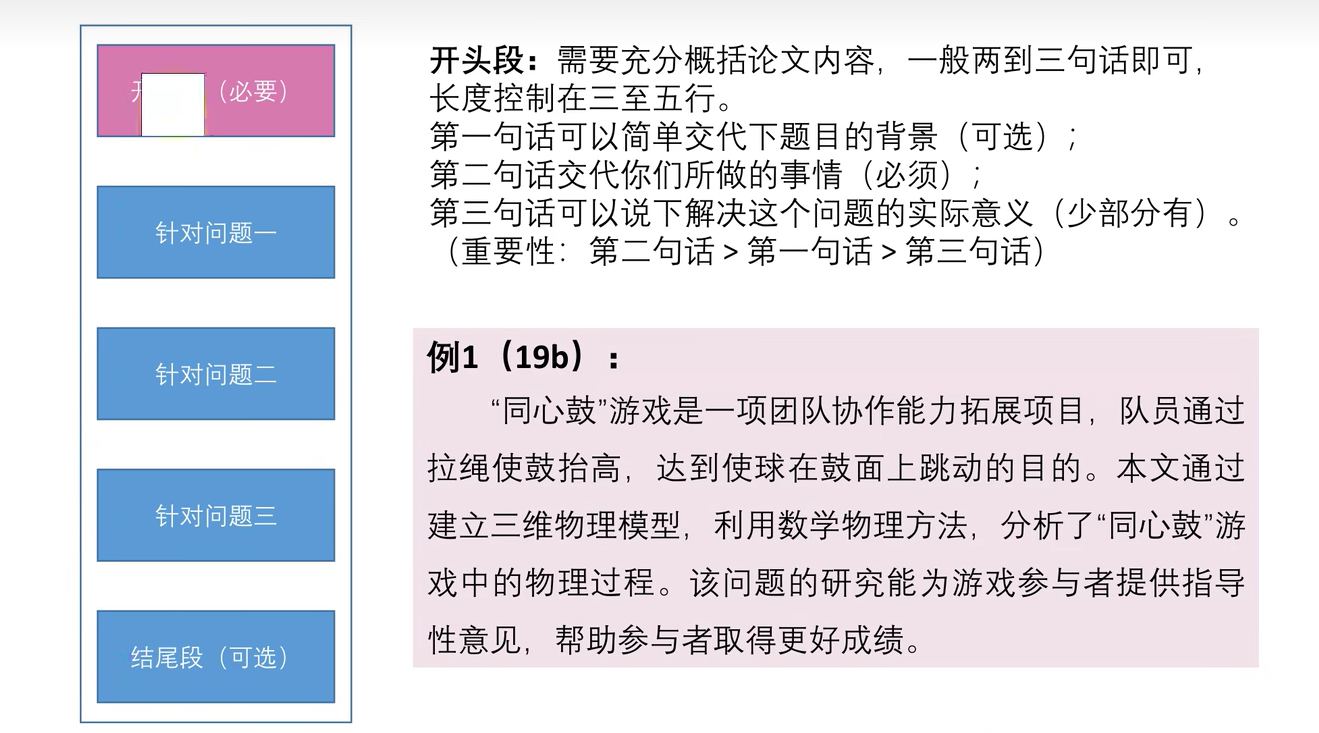 （必要）
针对问题一
针对问题二
针对问题三
结尾段（可选）
开头段：需要充分概括论文内容，一般两到三句话即可，
长度控制在三至五行。
第一句话可以简单交代下题目的背景（可选）；
第二句话交代你们所做的事情（必须）；
第三句话可以说下解决这个问题的实际意义（少部分有）。
（重要性：第二句话 > 第一句话 > 第三句话）
例1（19b）：
“同心鼓”游戏是一项团队协作能力拓展项目，队员通过
拉绳使鼓抬高，达到使球在鼓面上跳动的目的。本文通过
建立三维物理模型，利用数学物理方法，分析了“同心鼓”游
戏中的物理过程。该问题的研究能为游戏参与者提供指导
性意见，帮助参与者取得更好成绩。